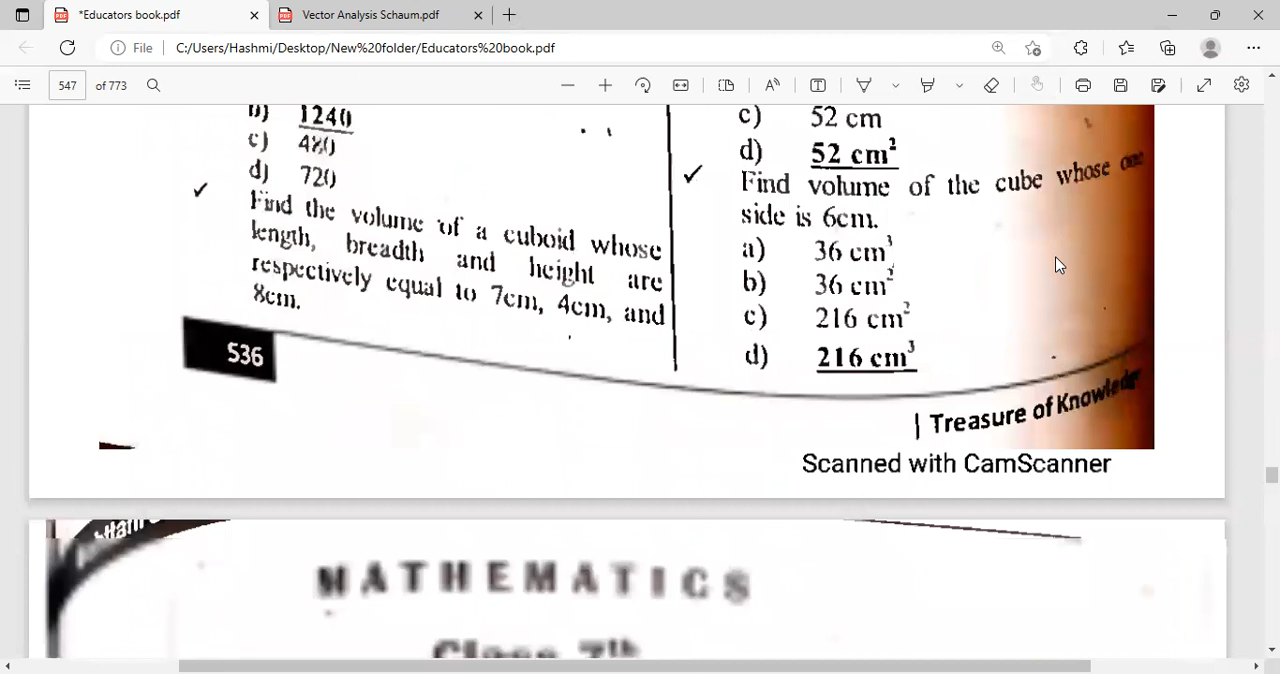 *Educators book.pdf
Vector Analysis Schaum.pdf
File
C:/Users/Hashmi/Desktop/New%20folder/Educators%20book.pdf
547 of 773
b) 1240
c) 480
d) 720
Find the volume of a cuboid whose
length, breadth and height are
respectively equal to 7cm, 4cm, and
8cm.
536
c) 52 cm
d) 52 cm²
Find volume of the cube whose one
side is 6cm.
a) 36 cm³
b) 36 cm²
c) 216 cm²
d) 216 cm³
| Treasure of Knowledge
Scanned with CamScanner
MATHEMATICS
Class 7th